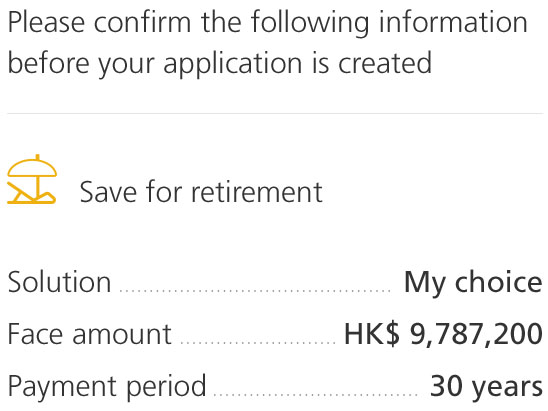 Please confirm the following information
before your application is created
Save for retirement
Solution ........................................... My choice
Face amount ........................ HK$ 9,787,200
Payment period ................................ 30 years